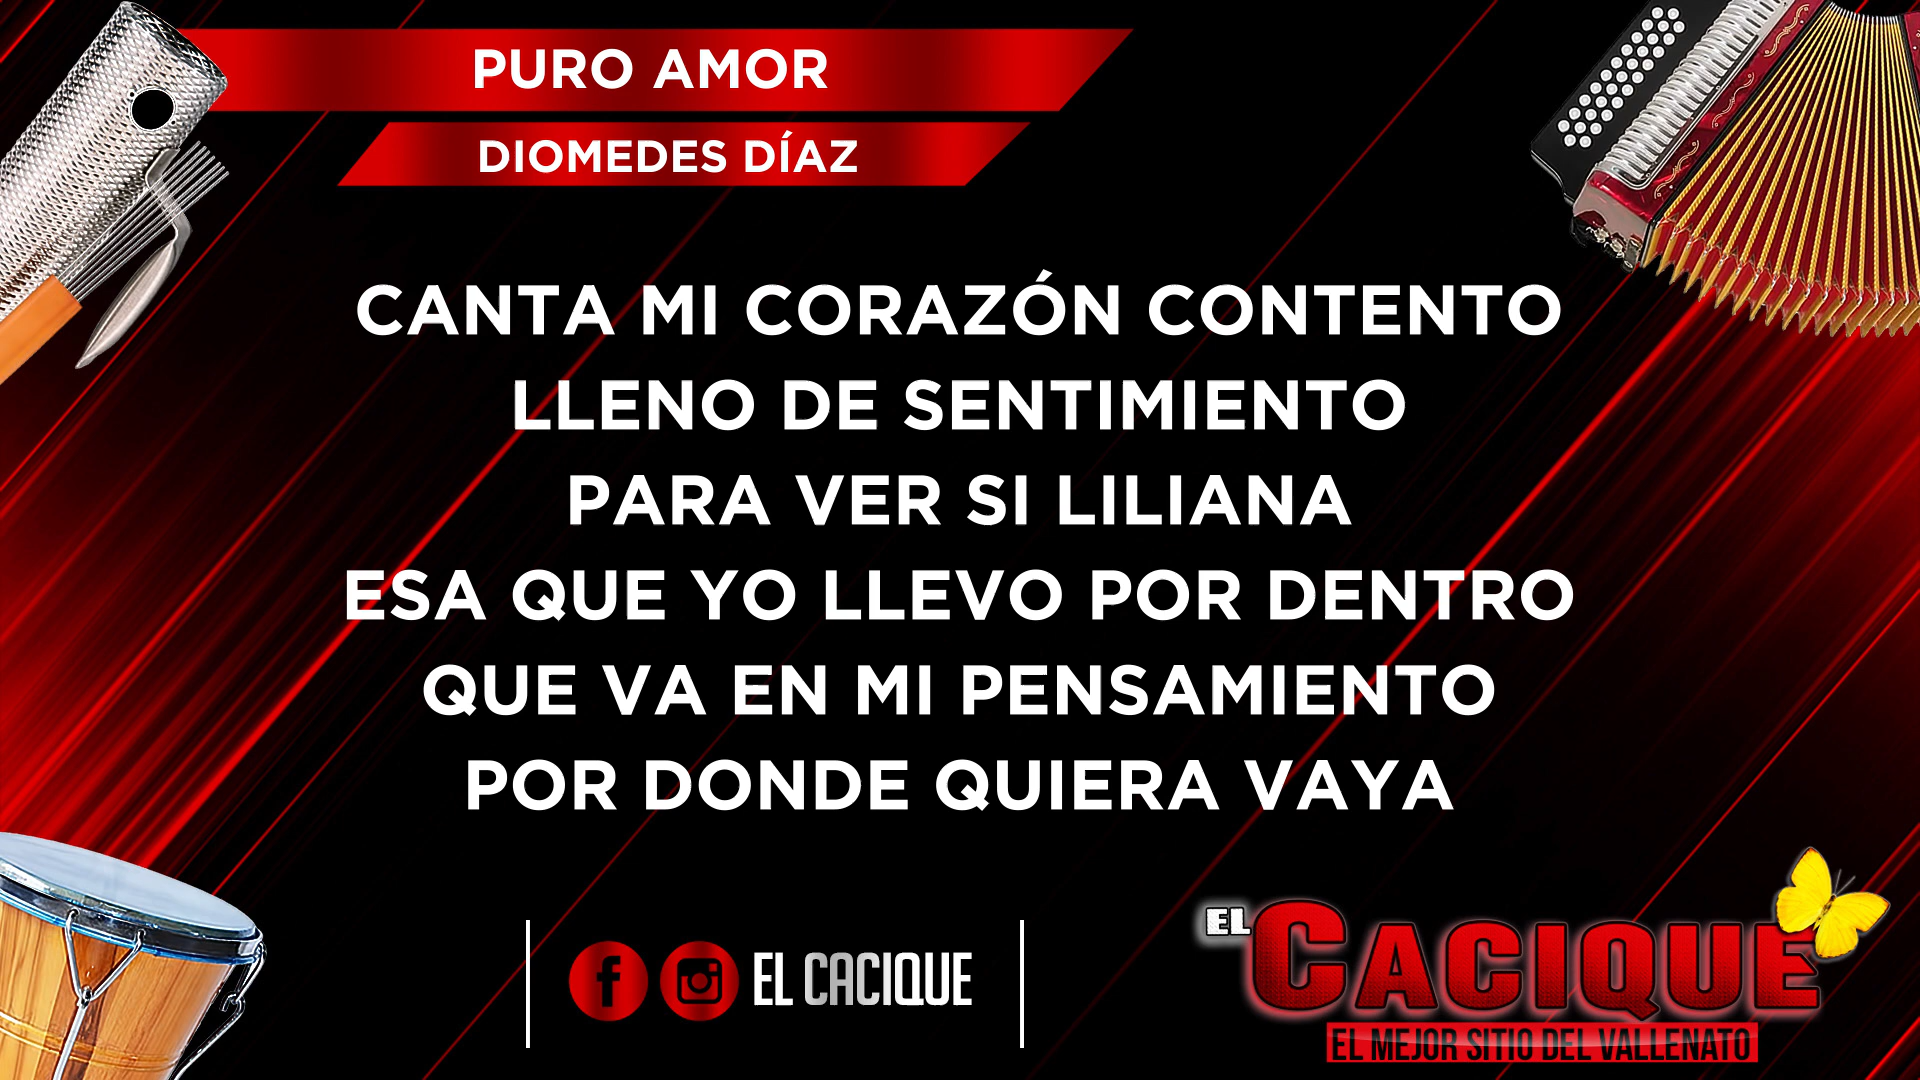 PURO AMOR
DIOMEDES DÍAZ
CANTA MI CORAZÓN CONTENTO
LLENO DE SENTIMIENTO
PARA VER SI LILIANA
ESA QUE YO LLEVO POR DENTRO
QUE VA EN MI PENSAMIENTO
POR DONDE QUIERA VAYA
EL CACIQUE
EL CACIQUE
EL MEJOR SITIO DEL VALLENATO